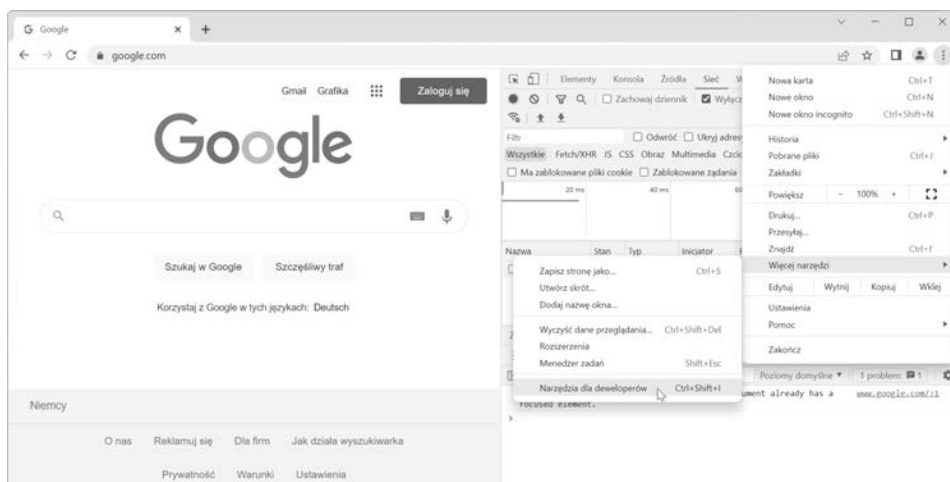 Google
google.com
Gmail Grafika Zaloguj się
Google
Szukaj w Google Szczęśliwy traf
Korzystaj z Google w tych językach: Deutsch
Niemcy
O nas Reklamuj się Dla firm Jak działa wyszukiwarka
Prywatność Warunki Ustawienia
Elementy Konsola Źródła Sieć
Zachowaj dziennik Wyłącz
Filtr Odwróć Ukryj adresy
Wszystkie Fetch/XHR JS CSS Obraz Multimedia Czcio
Ma zablokowane pliki cookie Zablokowane żądania
20 ms 40 ms 60
Nazwa Stan Typ Inicjator
Zapisz stronę jako... Ctrl+S
Utwórz skrót...
Dodaj nazwę okna...
Wyczyść dane przeglądania... Ctrl+Shift+Del
Rozszerzenia
Menedżer zadań Shift+Esc
Narzędzia dla deweloperów Ctrl+Shift+I
Nowa karta Ctrl+T
Nowe okno Ctrl+N
Nowe okno incognito Ctrl+Shift+N
Historia
Pobrane pliki Ctrl+J
Zakładki
Powiększ - 100% +
Drukuj... Ctrl+P
Przesyłaj...
Znajdź Ctrl+F
Więcej narzędzi
Edytuj Wytnij Kopiuj Wklej
Ustawienia
Pomoc
Zakończ
Poziomy domyślne 1 problem: 1
ument already has a www.google.com/:1
focused element.